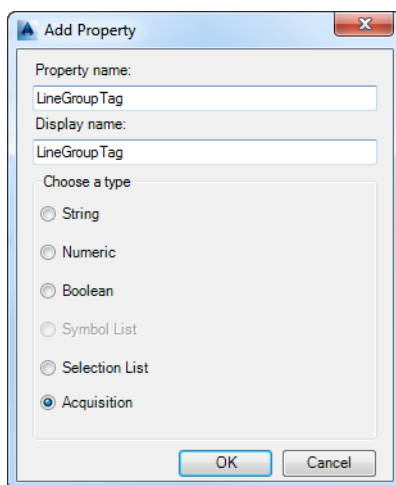 Add Property
Property name:
LineGroupTag
Display name:
LineGroupTag
Choose a type
String
Numeric
Boolean
Symbol List
Selection List
Acquisition
OK Cancel